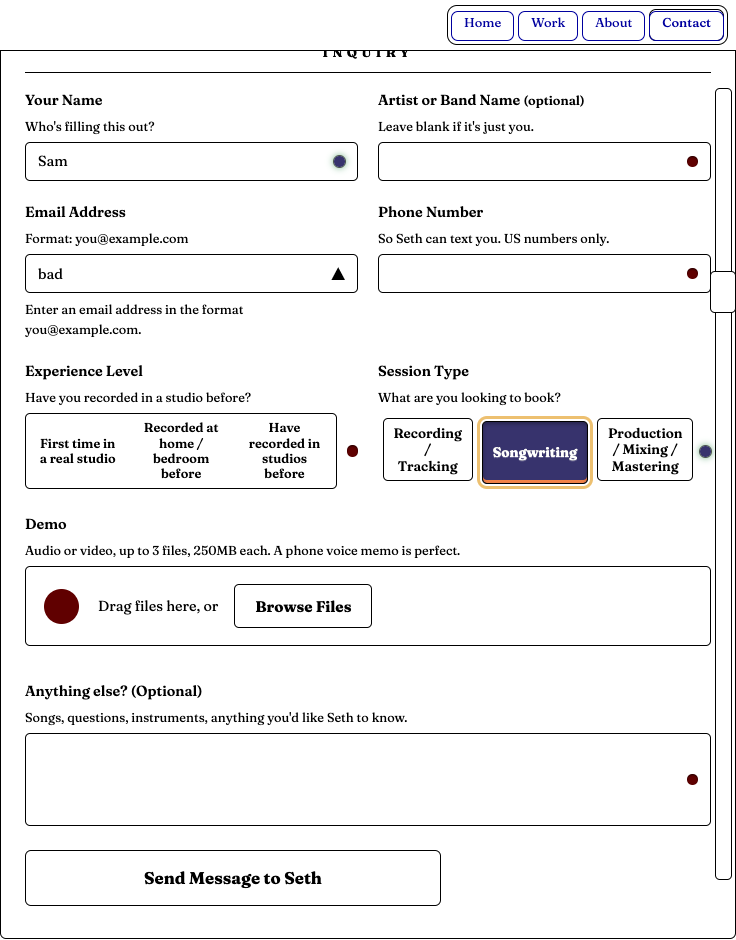 Home
Work
About
Contact
INQUIRY
Your Name
Who's filling this out?
Sam
Artist or Band Name (optional)
Leave blank if it's just you.
Email Address
Format: you@example.com
bad
Enter an email address in the format
you@example.com.
Phone Number
So Seth can text you. US numbers only.
Experience Level
Have you recorded in a studio before?
First time in
a real studio
Recorded at
home /
bedroom
before
Have
recorded in
studios
before
Session Type
What are you looking to book?
Recording
/
Tracking
Songwriting
Production
/ Mixing /
Mastering
Demo
Audio or video, up to 3 files, 250MB each. A phone voice memo is perfect.
Drag files here, or
Browse Files
Anything else? (Optional)
Songs, questions, instruments, anything you'd like Seth to know.
Send Message to Seth